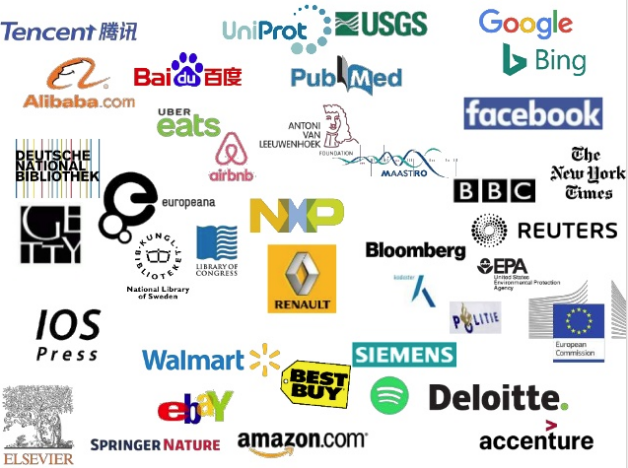 Tencent 腾讯
UniProt
USGS
Google
Bing
Alibaba.com
Bai du 百度
PubMed
UBER
eats
facebook
ANTONI
VAN
LEEUWENHOEK
FOUNDATION
MAASTRO
airbnb
DEUTSCHE
NATIONAL
BIBLIOTHEK
The
New York
Times
BBC
europeana
GETTY
NXP
REUTERS
KUNGL.
BIBLIOTEKET
National Library
of Sweden
LIBRARY OF
CONGRESS
Bloomberg
RENAULT
EPA
United States
Environmental Protection
Agency
kadaster
POLITIE
European
Commission
IOS
Press
Walmart
SIEMENS
BEST
BUY
ebaY
Deloitte.
ELSEVIER
SPRINGER NATURE
amazon.com
accenture